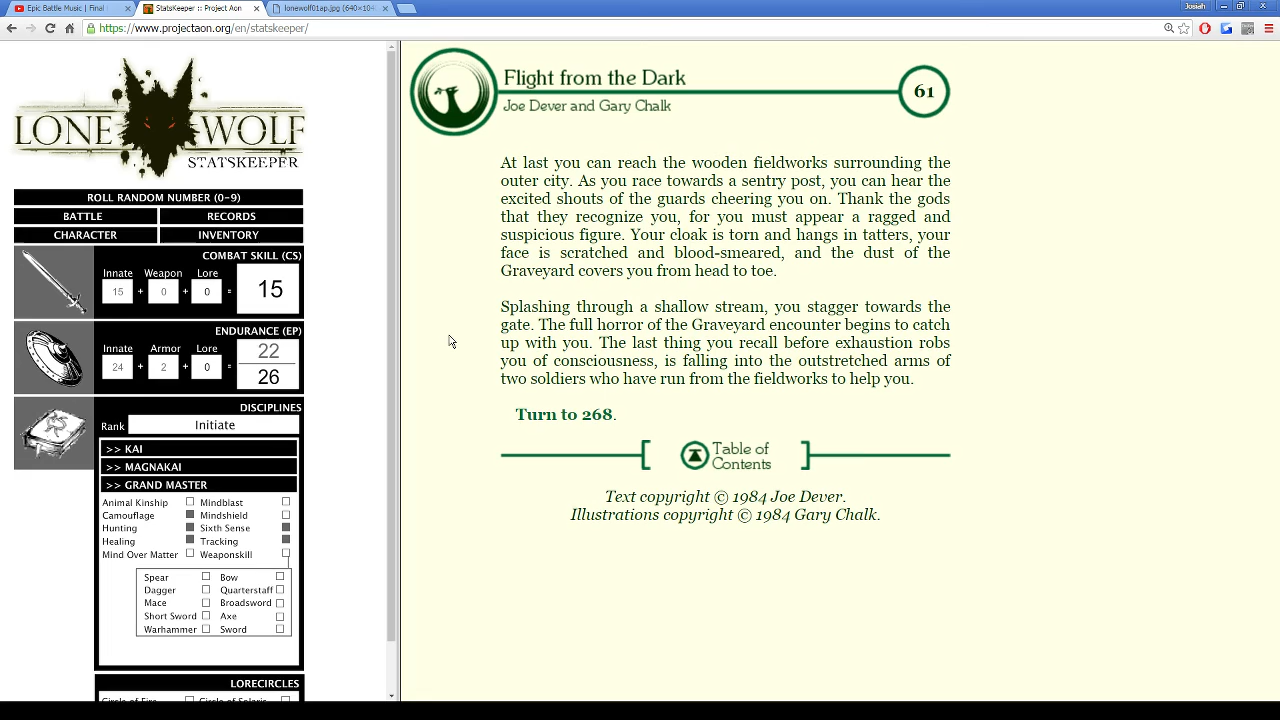 Epic Battle Music | Final
StatsKeeper :: Project Aon
lonewolf01ap.jpg (640×104
Josiah
https://www.projectaon.org/en/statskeeper/
LONE WOLF
STATSKEEPER
ROLL RANDOM NUMBER (0-9)
BATTLE RECORDS
CHARACTER INVENTORY
COMBAT SKILL (CS)
Innate Weapon Lore
15 + 0 + 0 = 15
ENDURANCE (EP)
Innate Armor Lore
22
24 + 2 + 0 =
26
DISCIPLINES
Rank Initiate
>> KAI
>> MAGNAKAI
>> GRAND MASTER
Animal Kinship Mindblast
Camouflage Mindshield
Hunting Sixth Sense
Healing Tracking
Mind Over Matter Weaponskill
Spear Bow
Dagger Quarterstaff
Mace Broadsword
Short Sword Axe
Warhammer Sword
LORECIRCLES
Circle of Fire Circle of Solaris
Flight from the Dark
61
Joe Dever and Gary Chalk
At last you can reach the wooden fieldworks surrounding the
outer city. As you race towards a sentry post, you can hear the
excited shouts of the guards cheering you on. Thank the gods
that they recognize you, for you must appear a ragged and
suspicious figure. Your cloak is torn and hangs in tatters, your
face is scratched and blood-smeared, and the dust of the
Graveyard covers you from head to toe.
Splashing through a shallow stream, you stagger towards the
gate. The full horror of the Graveyard encounter begins to catch
up with you. The last thing you recall before exhaustion robs
you of consciousness, is falling into the outstretched arms of
two soldiers who have run from the fieldworks to help you.
Turn to 268.
Table of
Contents
Text copyright © 1984 Joe Dever.
Illustrations copyright © 1984 Gary Chalk.